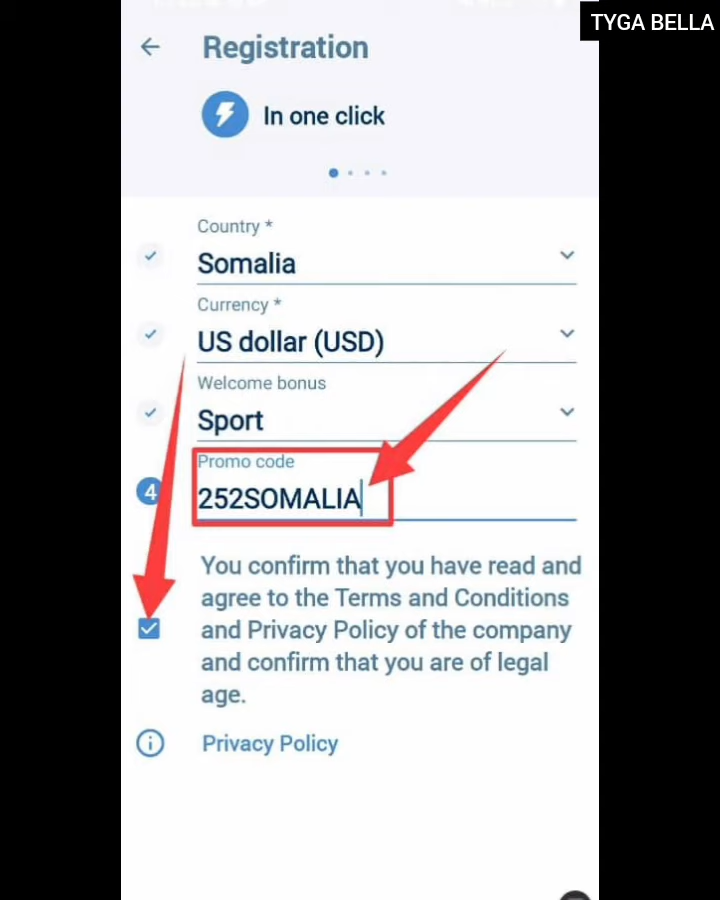 TYGA BELLA
Registration
In one click
Country *
Somalia
Currency *
US dollar (USD)
Welcome bonus
Sport
Promo code
4
252SOMALIA
You confirm that you have read and
agree to the Terms and Conditions
and Privacy Policy of the company
and confirm that you are of legal
age.
Privacy Policy